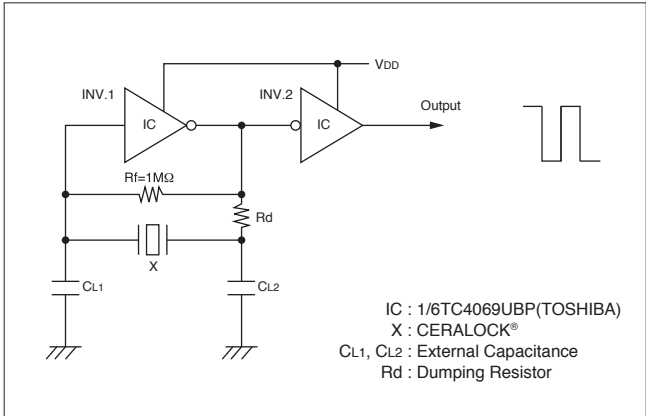 VDD
INV.1
INV.2
Output
IC
IC
Rf=1MΩ
Rd
X
CL1
CL2
IC : 1/6TC4069UBP(TOSHIBA)
X : CERALOCK®
CL1, CL2 : External Capacitance
Rd : Dumping Resistor